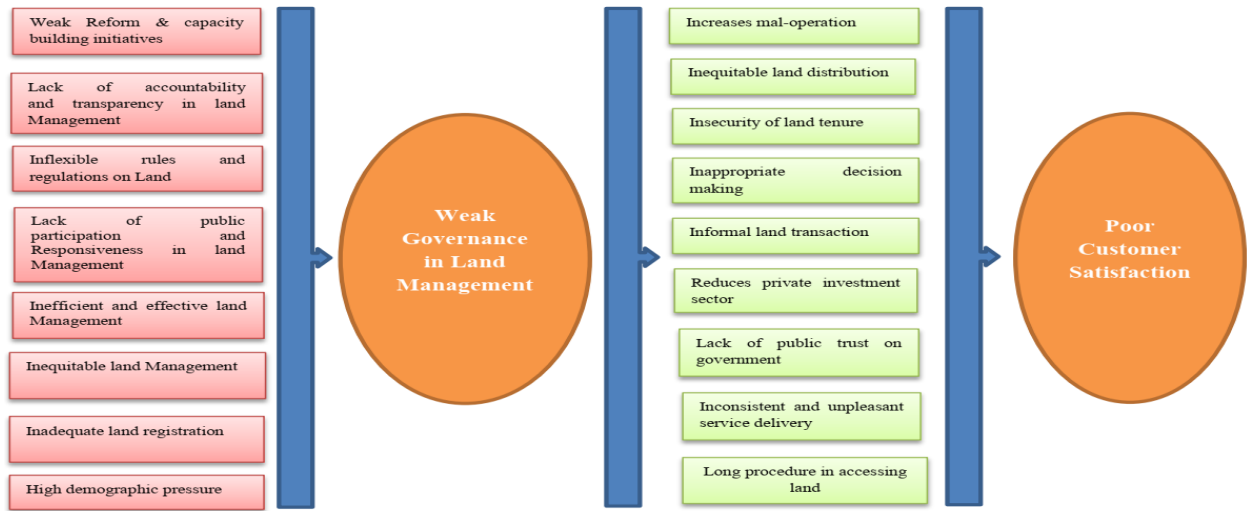 Weak Reform & capacity
building initiatives
Lack of accountability
and transparency in land
Management
Inflexible rules and
regulations on Land
Lack of public
participation and
Responsiveness in land
Management
Inefficient and effective land
Management
Inequitable land Management
Inadequate land registration
High demographic pressure
Weak
Governance
in Land
Management
Increases mal-operation
Inequitable land distribution
Insecurity of land tenure
Inappropriate decision
making
Informal land transaction
Reduces private investment
sector
Lack of public trust on
government
Inconsistent and unpleasant
service delivery
Long procedure in accessing
land
Poor
Customer
Satisfaction